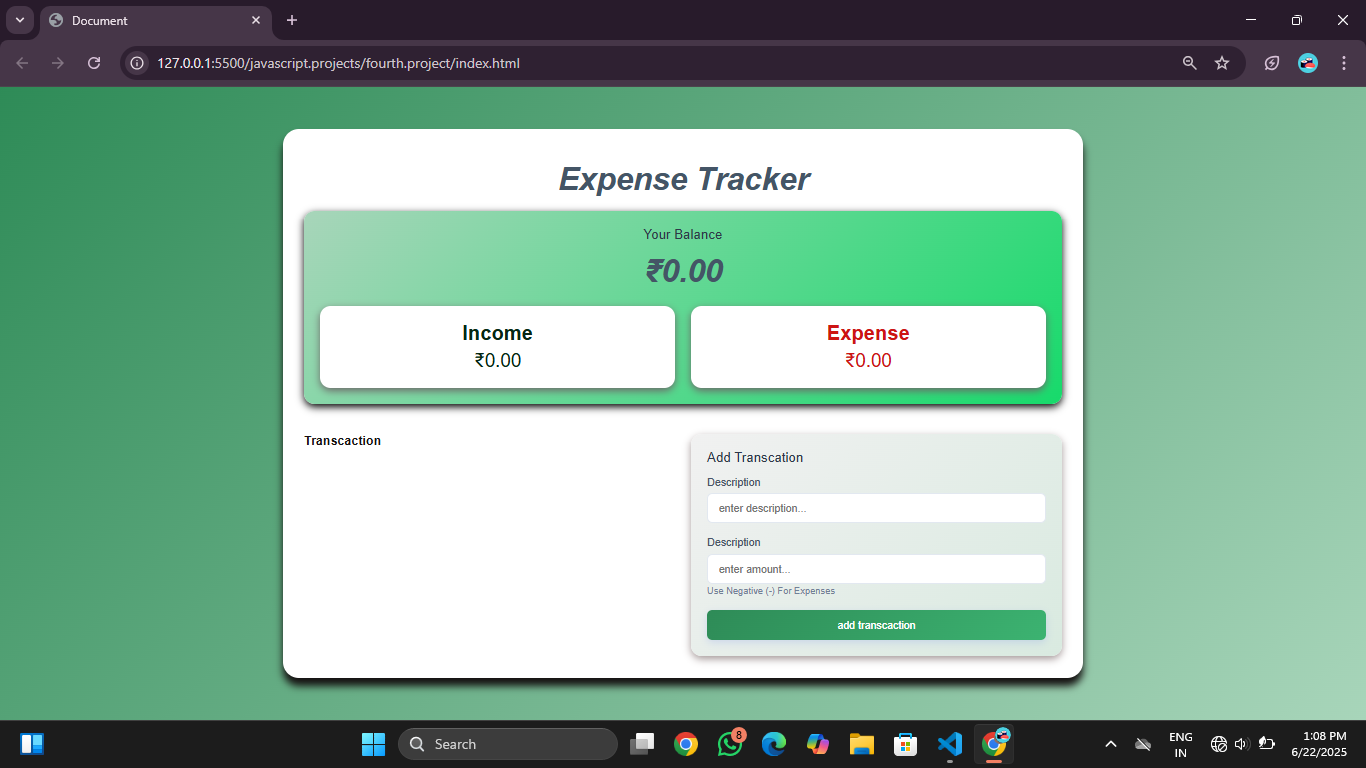 Document
127.0.0.1:5500/javascript.projects/fourth.project/index.html
Expense Tracker
Your Balance
₹0.00
Income
₹0.00
Expense
₹0.00
Transcaction
Add Transcation
Description
enter description...
Description
enter amount...
Use Negative (-) For Expenses
add transcaction
Search
8
ENG
IN
1:08 PM
6/22/2025